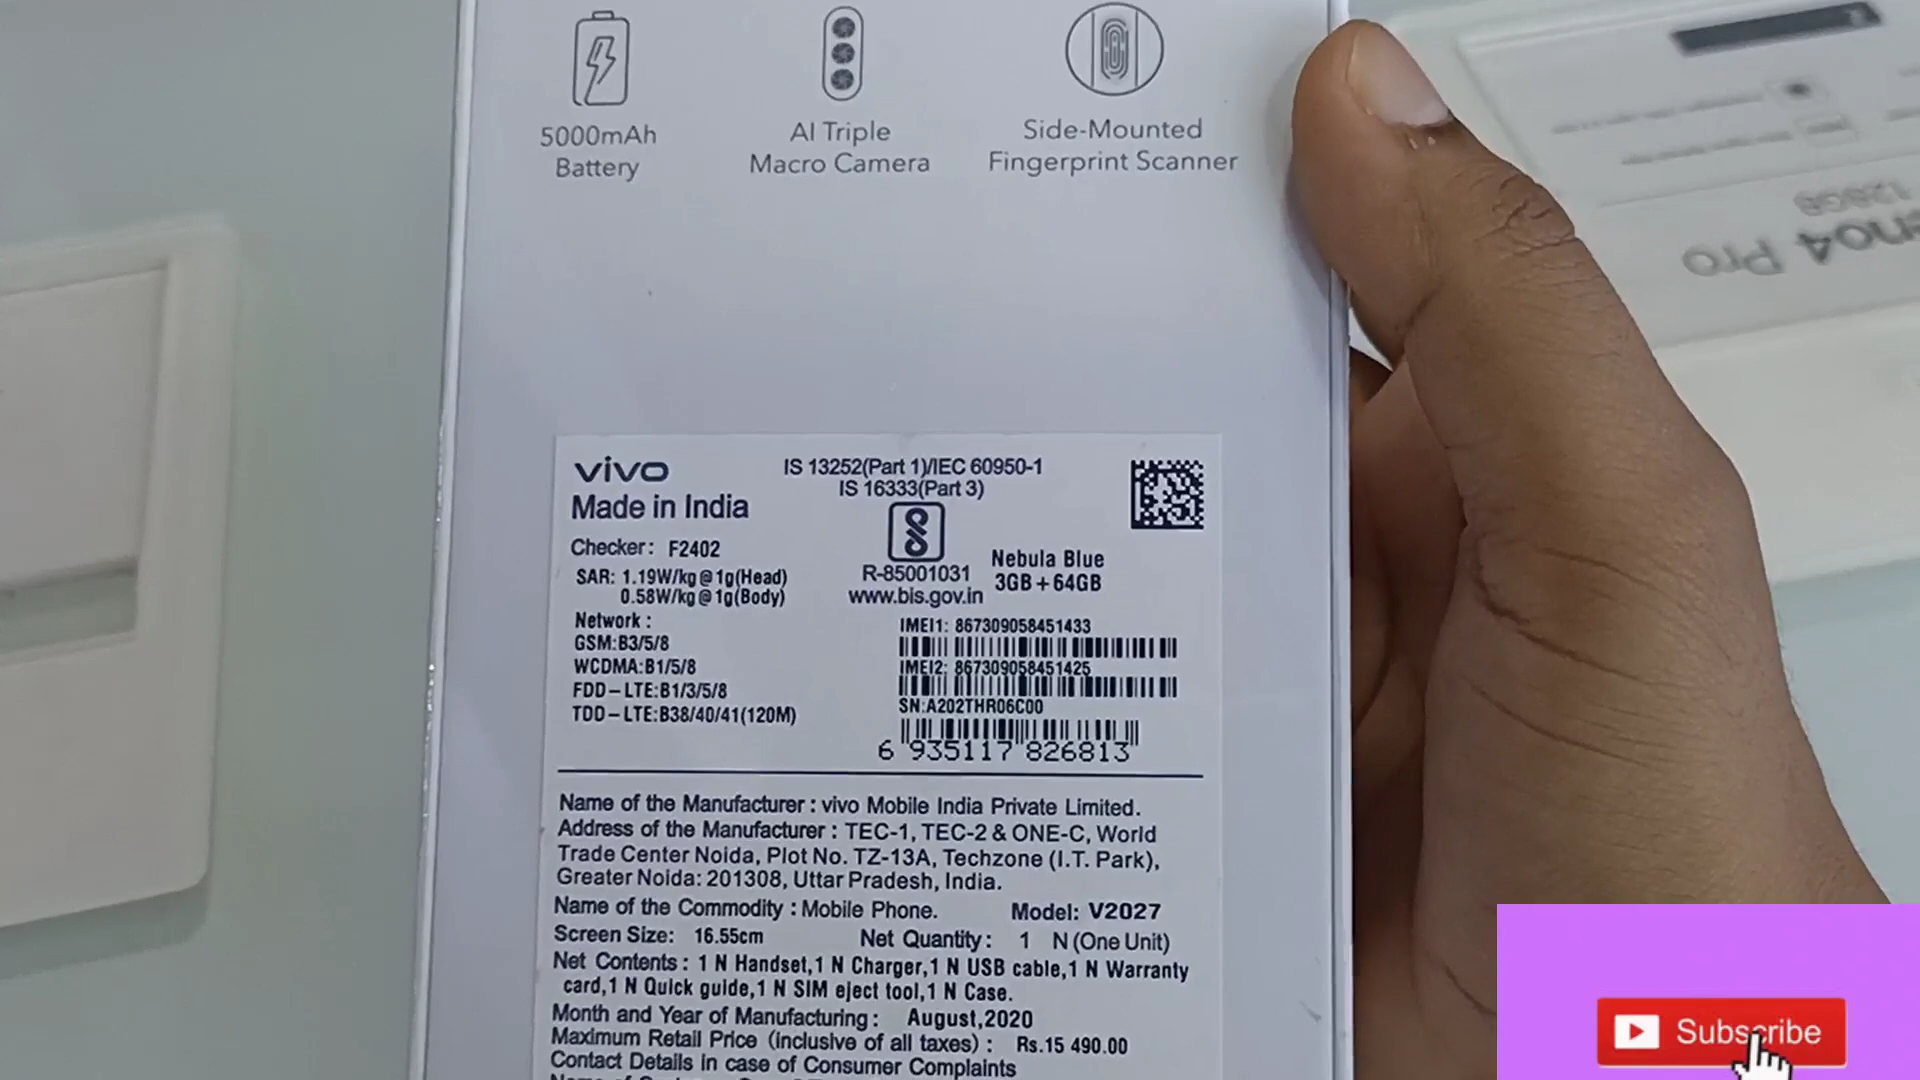 5000mAh
Battery
AI Triple
Macro Camera
Side-Mounted
Fingerprint Scanner
128GB
eno4 Pro
vivo
Made in India
IS 13252(Part 1)/IEC 60950-1
IS 16333(Part 3)
Checker: F2402
SAR: 1.19W/kg@1g(Head)
0.58W/kg@1g(Body)
R-85001031
www.bis.gov.in
Nebula Blue
3GB+64GB
Network :
GSM:B3/5/8
WCDMA:B1/5/8
FDD-LTE:B1/3/5/8
TDD-LTE:B38/40/41(120M)
IMEI1: 867309058451433
IMEI2: 867309058451425
SN:A202THR06C00
6 935117 826813
Name of the Manufacturer : vivo Mobile India Private Limited.
Address of the Manufacturer : TEC-1, TEC-2 & ONE-C, World
Trade Center Noida, Plot No. TZ-13A, Techzone (I.T. Park),
Greater Noida: 201308, Uttar Pradesh, India.
Name of the Commodity : Mobile Phone. Model: V2027
Screen Size: 16.55cm Net Quantity : 1 N (One Unit)
Net Contents : 1 N Handset,1 N Charger,1 N USB cable,1 N Warranty
card,1 N Quick guide,1 N SIM eject tool,1 N Case.
Month and Year of Manufacturing : August,2020
Maximum Retail Price (inclusive of all taxes) : Rs.15 490.00
Contact Details in case of Consumer Complaints
Subscribe